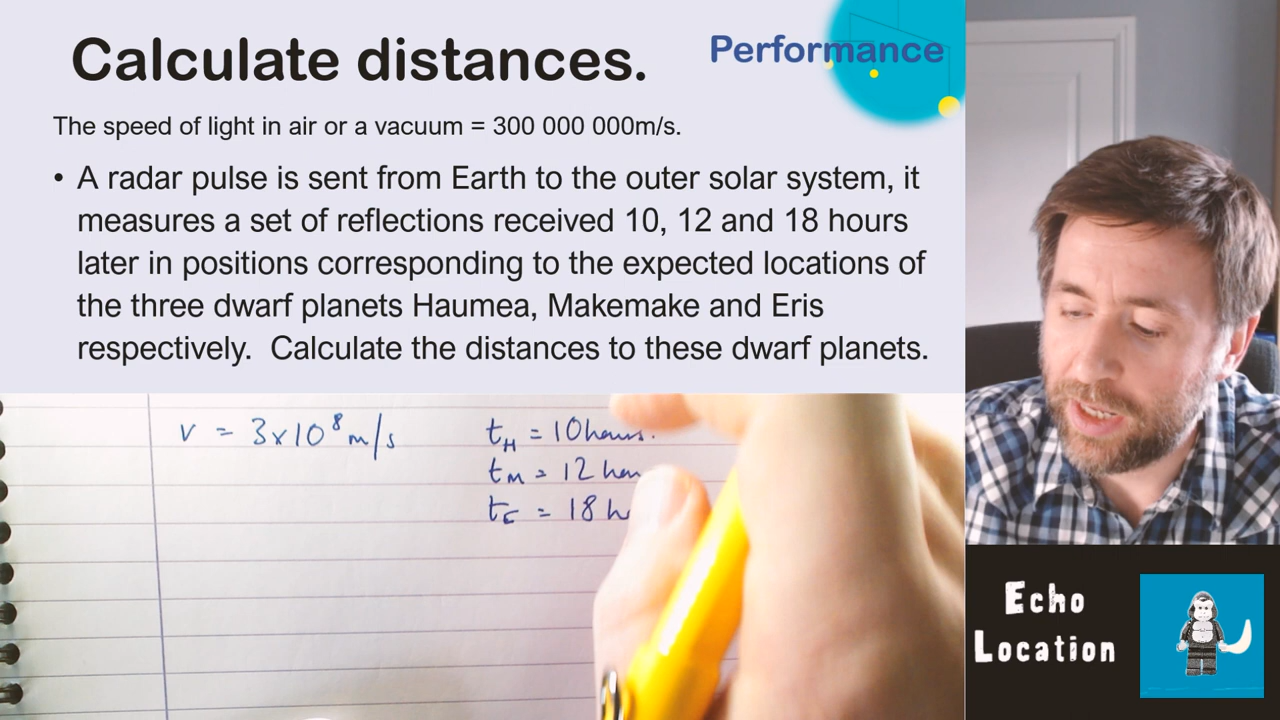 Calculate distances.
Performance
The speed of light in air or a vacuum = 300 000 000m/s.
• A radar pulse is sent from Earth to the outer solar system, it
measures a set of reflections received 10, 12 and 18 hours
later in positions corresponding to the expected locations of
the three dwarf planets Haumea, Makemake and Eris
respectively. Calculate the distances to these dwarf planets.
v = 3x10⁸ m/s
t_H = 10 hours.
t_M = 12 hou
t_E = 18 h
Echo
Location